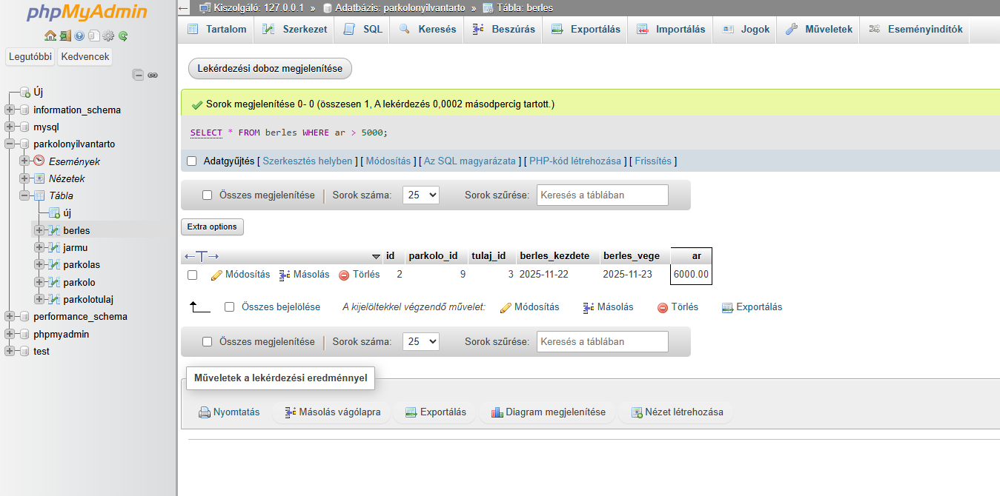 phpMyAdmin
Legutóbbi Kedvencek
Új
information_schema
mysql
parkolonyilvantarto
Események
Nézetek
Tábla
új
berles
jarmu
parkolas
parkolo
parkolotulaj
performance_schema
phpmyadmin
test
Kiszolgáló: 127.0.0.1 » Adatbázis: parkolonyilvantarto » Tábla: berles
Tartalom Szerkezet SQL Keresés Beszúrás Exportálás Importálás Jogok Műveletek Eseményindítók
Lekérdezési doboz megjelenítése
Sorok megjelenítése 0- 0 (összesen 1, A lekérdezés 0,0002 másodpercig tartott.)
SELECT * FROM berles WHERE ar > 5000;
Adatgyűjtés [ Szerkesztés helyben ] [ Módosítás ] [ Az SQL magyarázata ] [ PHP-kód létrehozása ] [ Frissítés ]
Összes megjelenítése Sorok száma: 25 Sorok szűrése: Keresés a táblában
Extra options
id parkolo_id tulaj_id berles_kezdete berles_vege ar
Módosítás Másolás Törlés 2 9 3 2025-11-22 2025-11-23 6000.00
Összes bejelölése A kijelöltekkel végzendő művelet: Módosítás Másolás Törlés Exportálás
Összes megjelenítése Sorok száma: 25 Sorok szűrése: Keresés a táblában
Műveletek a lekérdezési eredménnyel
Nyomtatás Másolás vágólapra Exportálás Diagram megjelenítése Nézet létrehozása